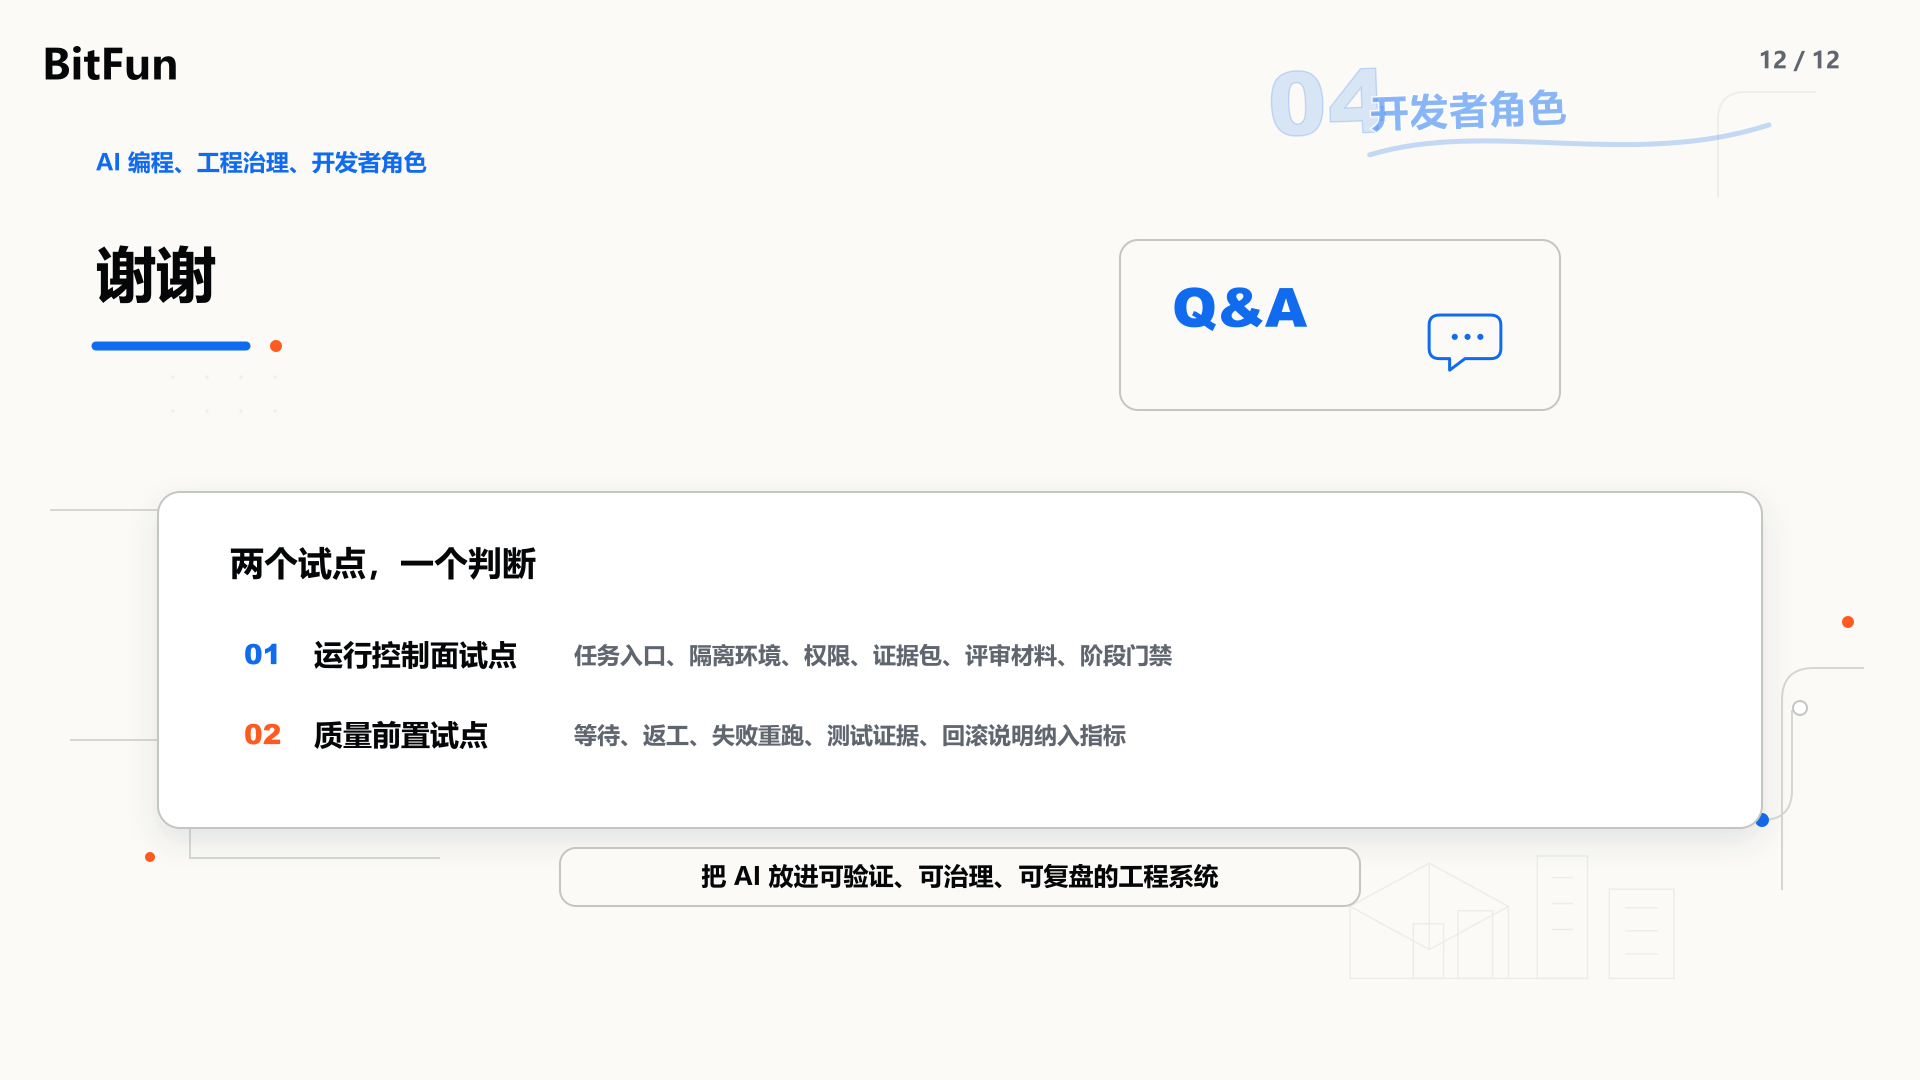 BitFun
12 / 12
04 开发者角色
AI 编程、工程治理、开发者角色
谢谢
Q&A
两个试点，一个判断
01 运行控制面试点 任务入口、隔离环境、权限、证据包、评审材料、阶段门禁
02 质量前置试点 等待、返工、失败重跑、测试证据、回滚说明纳入指标
把 AI 放进可验证、可治理、可复盘的工程系统